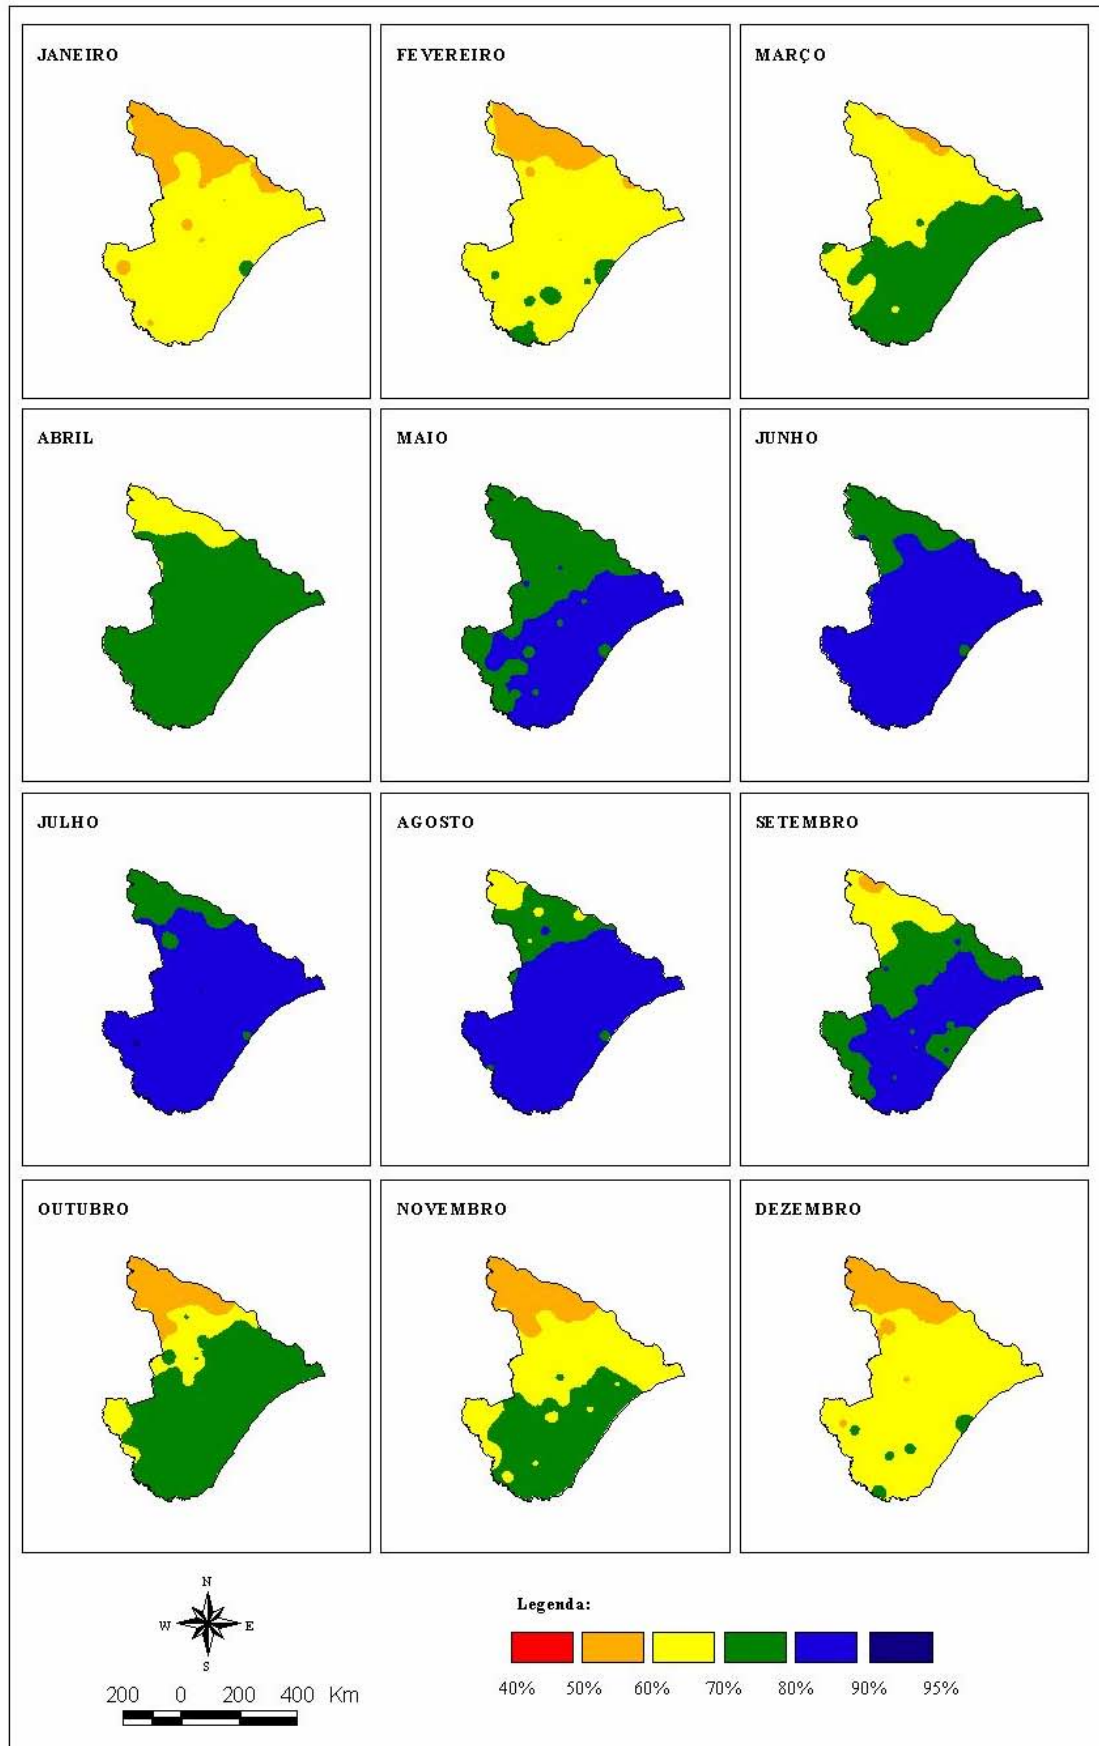 JANEIRO
FEVEREIRO
MARÇO
ABRIL
MAIO
JUNHO
JULHO
AGOSTO
SETEMBRO
OUTUBRO
NOVEMBRO
DEZEMBRO
N
W E
S
200 0 200 400 Km
Legenda:
40% 50% 60% 70% 80% 90% 95%